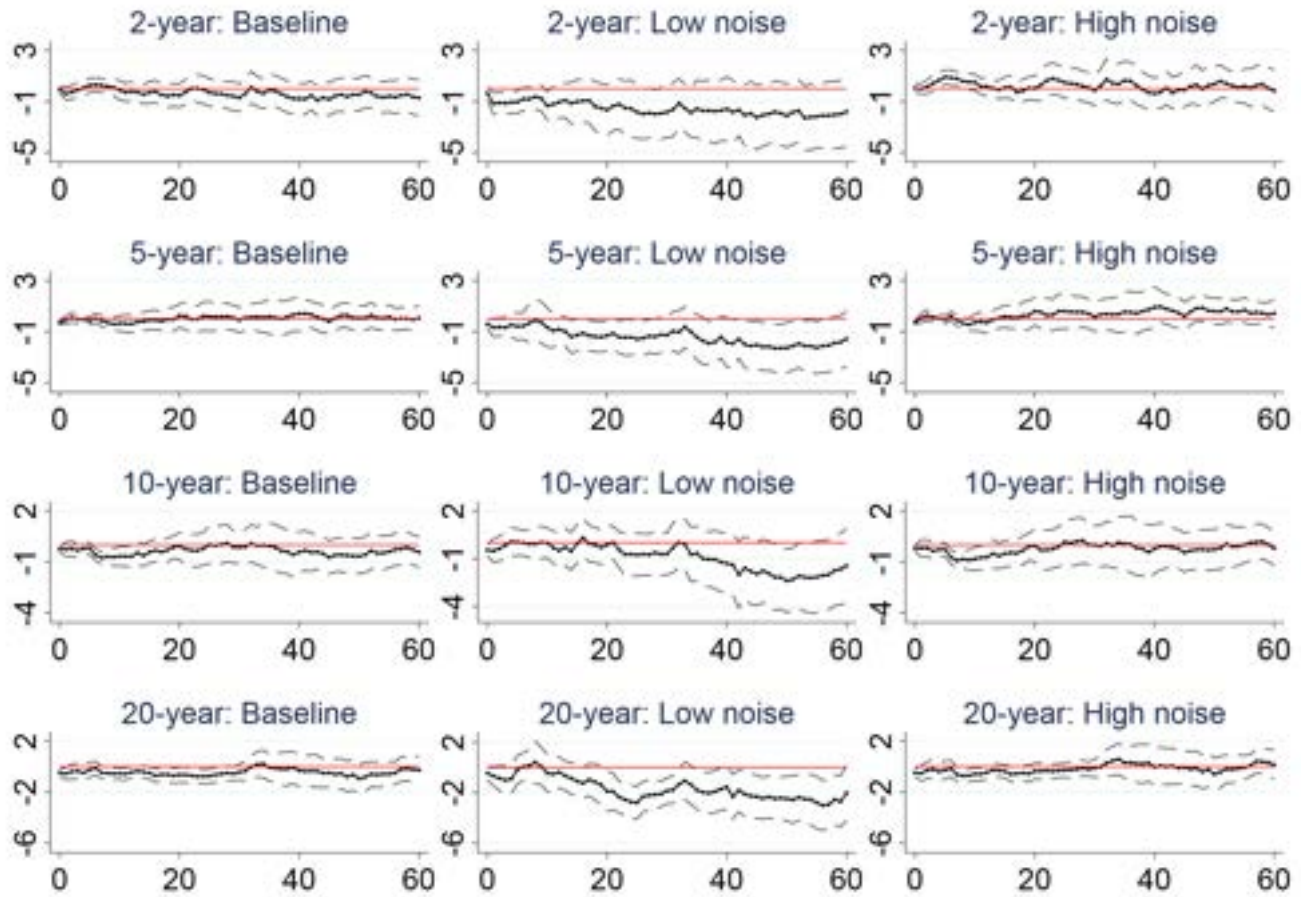 2-year: Baseline 2-year: Low noise 2-year: High noise
3 3 3
-1 -1 -1
-5 -5 -5
0 20 40 60 0 20 40 60 0 20 40 60
5-year: Baseline 5-year: Low noise 5-year: High noise
3 3 3
-1 -1 -1
-5 -5 -5
0 20 40 60 0 20 40 60 0 20 40 60
10-year: Baseline 10-year: Low noise 10-year: High noise
2 2 2
-1 -1 -1
-4 -4 -4
0 20 40 60 0 20 40 60 0 20 40 60
20-year: Baseline 20-year: Low noise 20-year: High noise
2 2 2
-2 -2 -2
-6 -6 -6
0 20 40 60 0 20 40 60 0 20 40 60